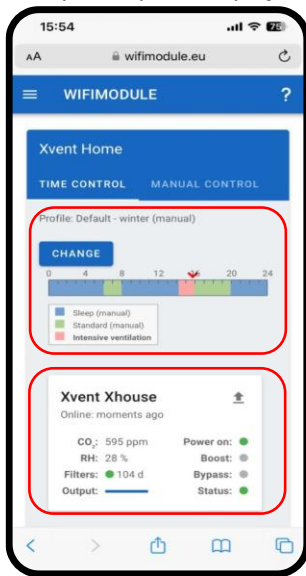 15:54
75
AA wifimodule.eu
WIFIMODULE ?
Xvent Home
TIME CONTROL MANUAL CONTROL
Profile: Default - winter (manual)
CHANGE
0 4 8 12 16 20 24
Sleep (manual)
Standard (manual)
Intensive ventilation
Xvent Xhouse
Online: moments ago
CO₂: 595 ppm Power on:
RH: 28 % Boost:
Filters: 104 d Bypass:
Output: Status: